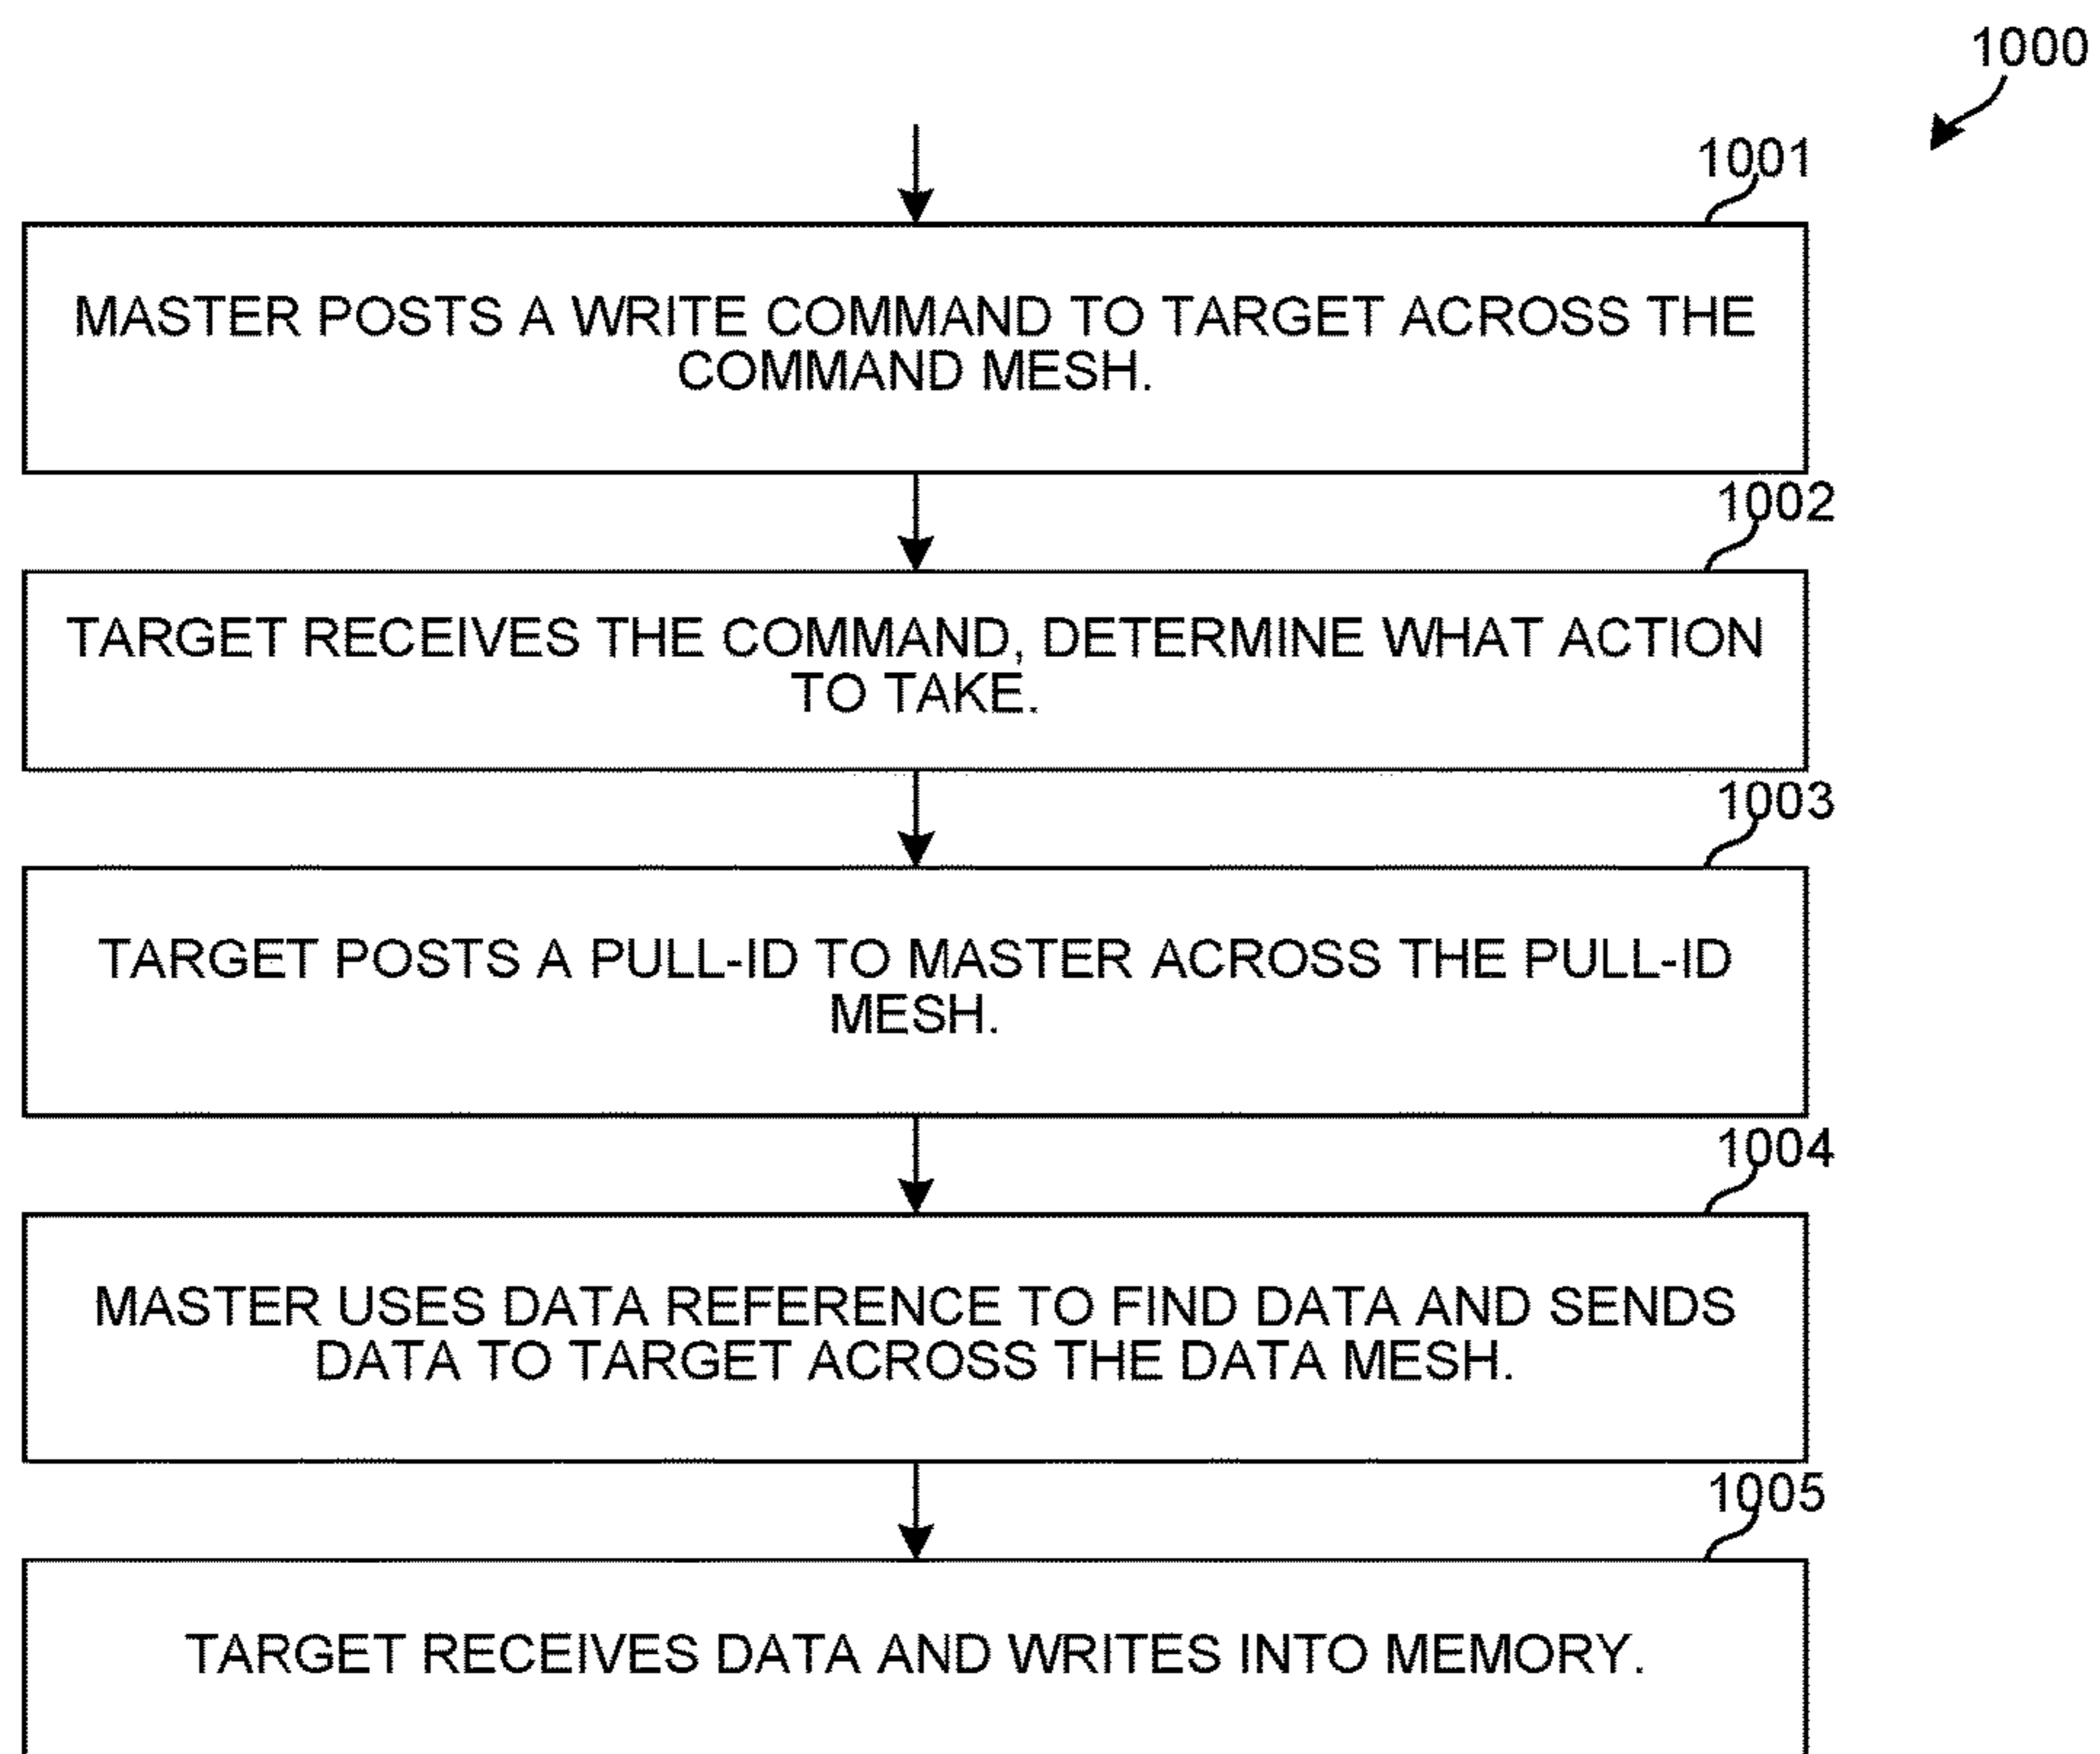 1000
1001
MASTER POSTS A WRITE COMMAND TO TARGET ACROSS THE
COMMAND MESH.
1002
TARGET RECEIVES THE COMMAND, DETERMINE WHAT ACTION
TO TAKE.
1003
TARGET POSTS A PULL-ID TO MASTER ACROSS THE PULL-ID
MESH.
1004
MASTER USES DATA REFERENCE TO FIND DATA AND SENDS
DATA TO TARGET ACROSS THE DATA MESH.
1005
TARGET RECEIVES DATA AND WRITES INTO MEMORY.